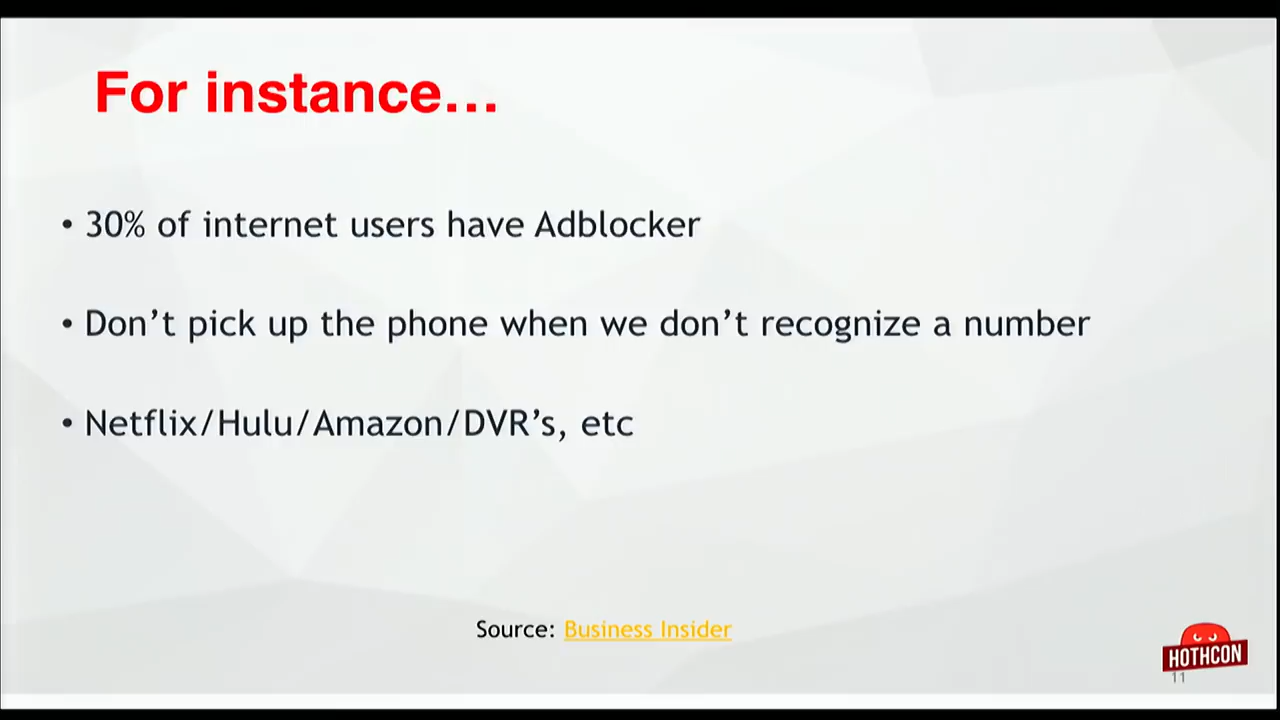 For instance…
• 30% of internet users have Adblocker
• Don’t pick up the phone when we don’t recognize a number
• Netflix/Hulu/Amazon/DVR’s, etc
Source: Business Insider
HOTHCON
11